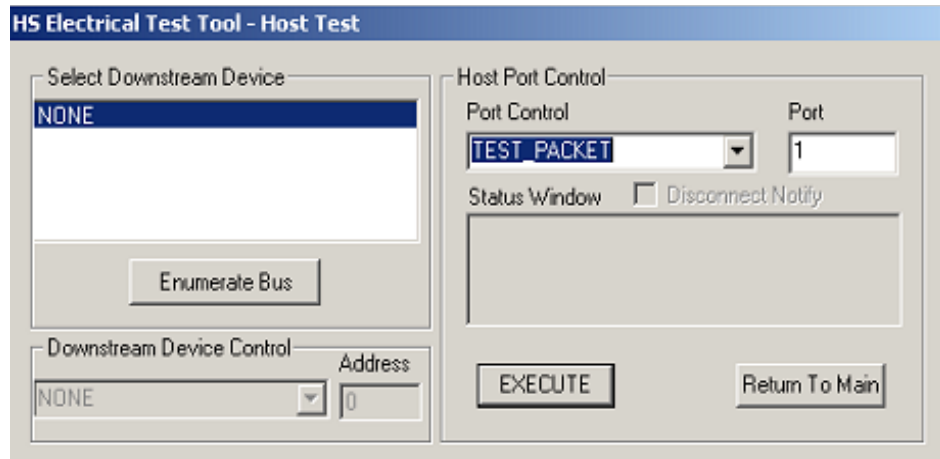 HS Electrical Test Tool - Host Test
Select Downstream Device
NONE
Enumerate Bus
Downstream Device Control
Address
NONE
0
Host Port Control
Port Control
Port
TEST_PACKET
1
Status Window
Disconnect Notify
EXECUTE
Return To Main